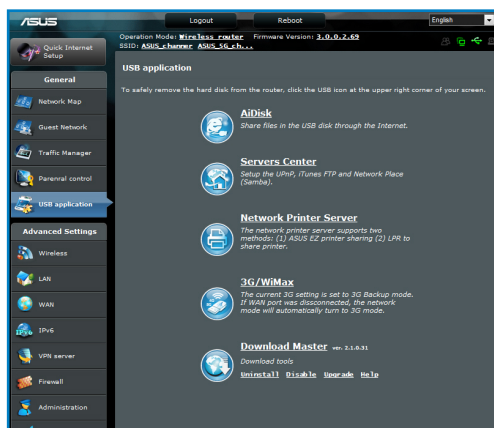 ASUS
Logout
Reboot
English
Quick Internet
Setup
Operation Mode: Wireless router Firmware Version: 3.0.0.2.69
SSID: ASUS_channer ASUS_5G_ch...
General
Network Map
Guest Network
Traffic Manager
Parenral control
USB application
Advanced Settings
Wireless
LAN
WAN
IPv6
VPN server
Firewall
Administration
USB application
To safely remove the hard disk from the router, click the USB icon at the upper right corner of your screen.
AiDisk
Share files in the USB disk through the Internet.
Servers Center
Setup the UPnP, iTunes FTP and Network Place
(Samba).
Network Printer Server
The network printer server supports two
methods: (1) ASUS EZ printer sharing (2) LPR to
share printer.
3G/WiMax
The current 3G setting is set to 3G Backup mode.
If WAN port was dissconnected, the network
mode will automatically turn to 3G mode.
Download Master ver. 2.1.0.31
Download tools
Uninstall Disable Upgrade Help